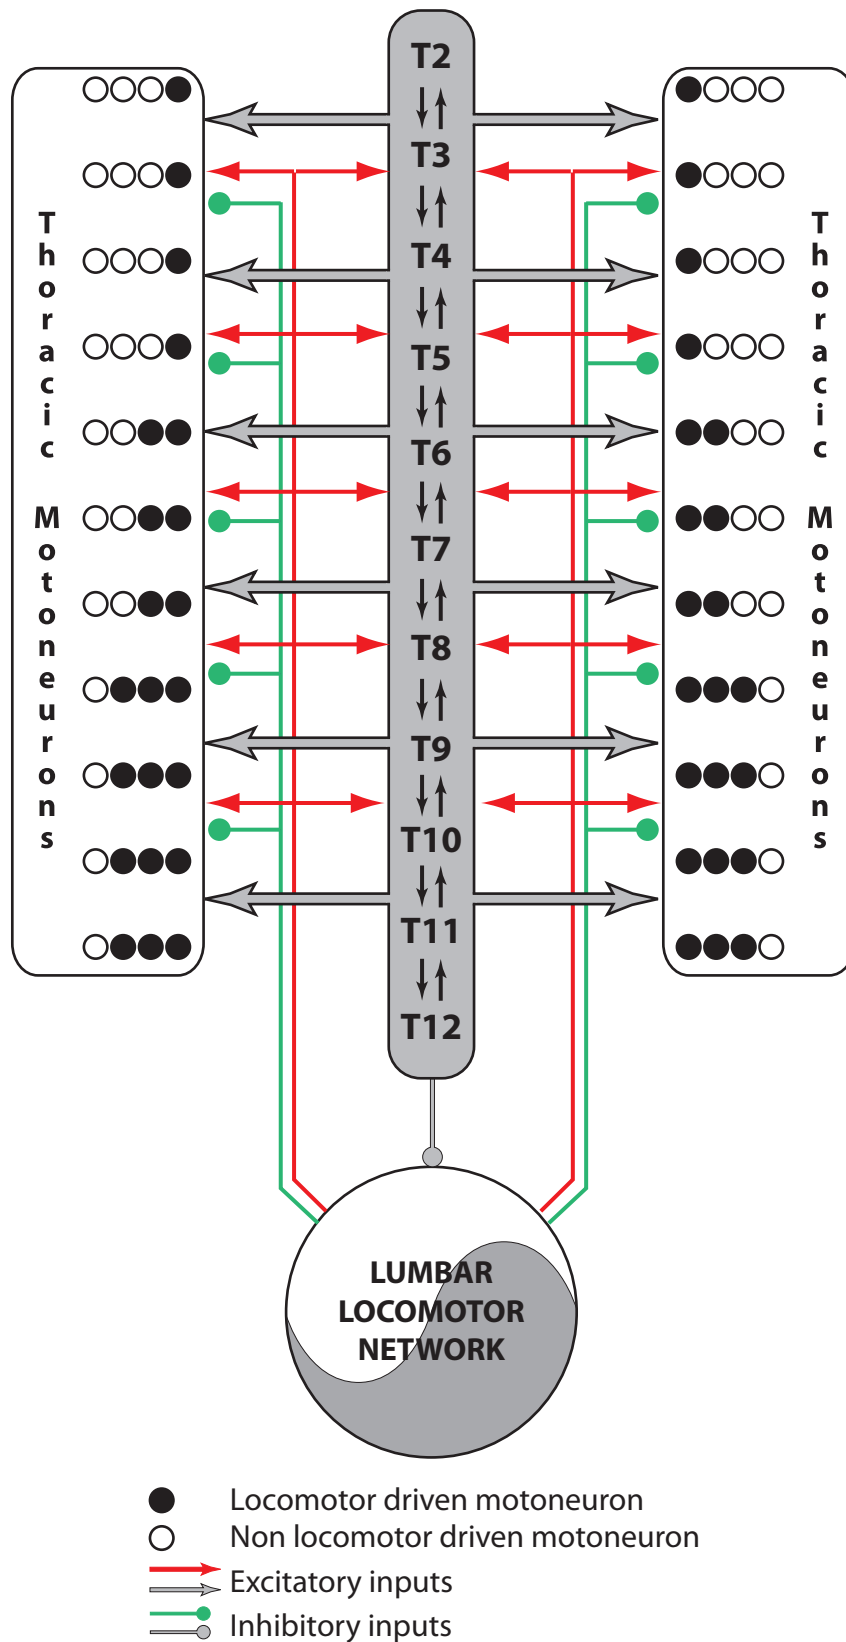 T2
T3
T4
T5
T6
T7
T8
T9
T10
T11
T12
Thoracic Motoneurons
Thoracic Motoneurons
LUMBAR
LOCOMOTOR
NETWORK
Locomotor driven motoneuron
Non locomotor driven motoneuron
Excitatory inputs
Inhibitory inputs